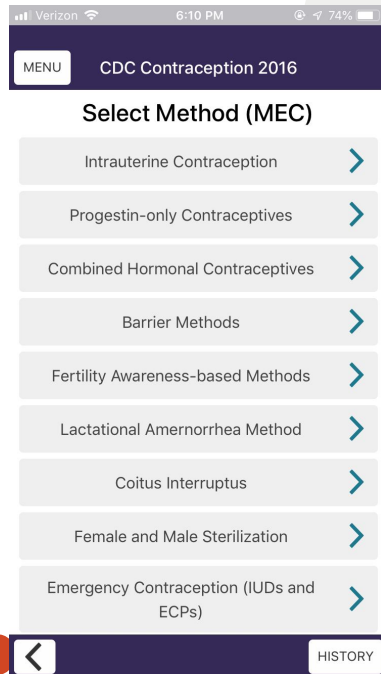 Verizon 6:10 PM 74%
MENU CDC Contraception 2016
Select Method (MEC)
Intrauterine Contraception
Progestin-only Contraceptives
Combined Hormonal Contraceptives
Barrier Methods
Fertility Awareness-based Methods
Lactational Amernorrhea Method
Coitus Interruptus
Female and Male Sterilization
Emergency Contraception (IUDs and
ECPs)
HISTORY